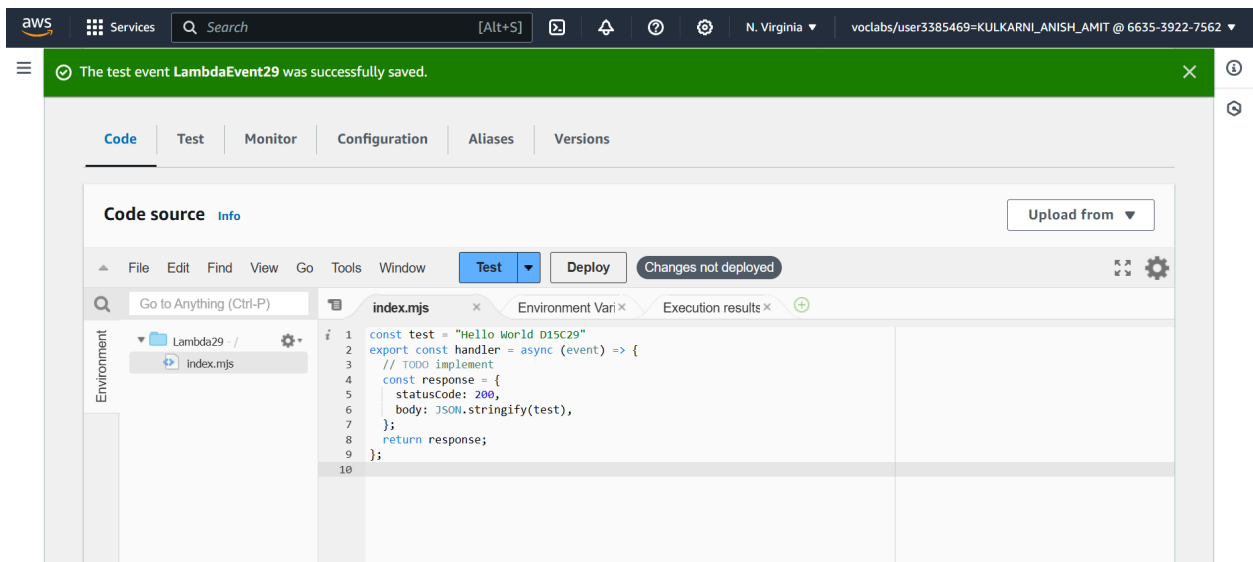 aws Services Search [Alt+S] N. Virginia ▼ voclabs/user3385469=KULKARNI_ANISH_AMIT @ 6635-3922-7562 ▼
The test event LambdaEvent29 was successfully saved.
Code Test Monitor Configuration Aliases Versions
Code source Info Upload from ▼
File Edit Find View Go Tools Window Test Deploy Changes not deployed
Go to Anything (Ctrl-P) index.mjs × Environment Vari × Execution results ×
Environment
Lambda29 - /
index.mjs
i 1 const test = "Hello World D15C29"
2 export const handler = async (event) => {
3 // TODO implement
4 const response = {
5 statusCode: 200,
6 body: JSON.stringify(test),
7 };
8 return response;
9 };
10